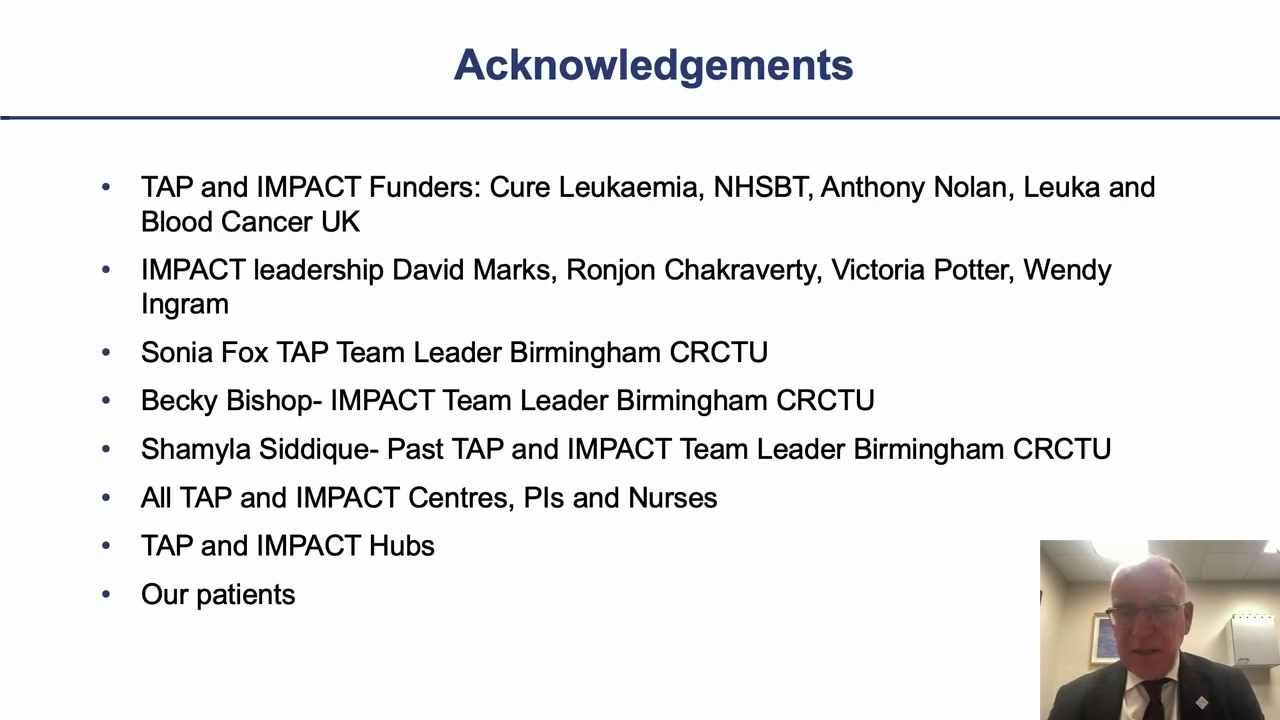 Acknowledgements
• TAP and IMPACT Funders: Cure Leukaemia, NHSBT, Anthony Nolan, Leuka and
Blood Cancer UK
• IMPACT leadership David Marks, Ronjon Chakraverty, Victoria Potter, Wendy
Ingram
• Sonia Fox TAP Team Leader Birmingham CRCTU
• Becky Bishop- IMPACT Team Leader Birmingham CRCTU
• Shamyla Siddique- Past TAP and IMPACT Team Leader Birmingham CRCTU
• All TAP and IMPACT Centres, PIs and Nurses
• TAP and IMPACT Hubs
• Our patients